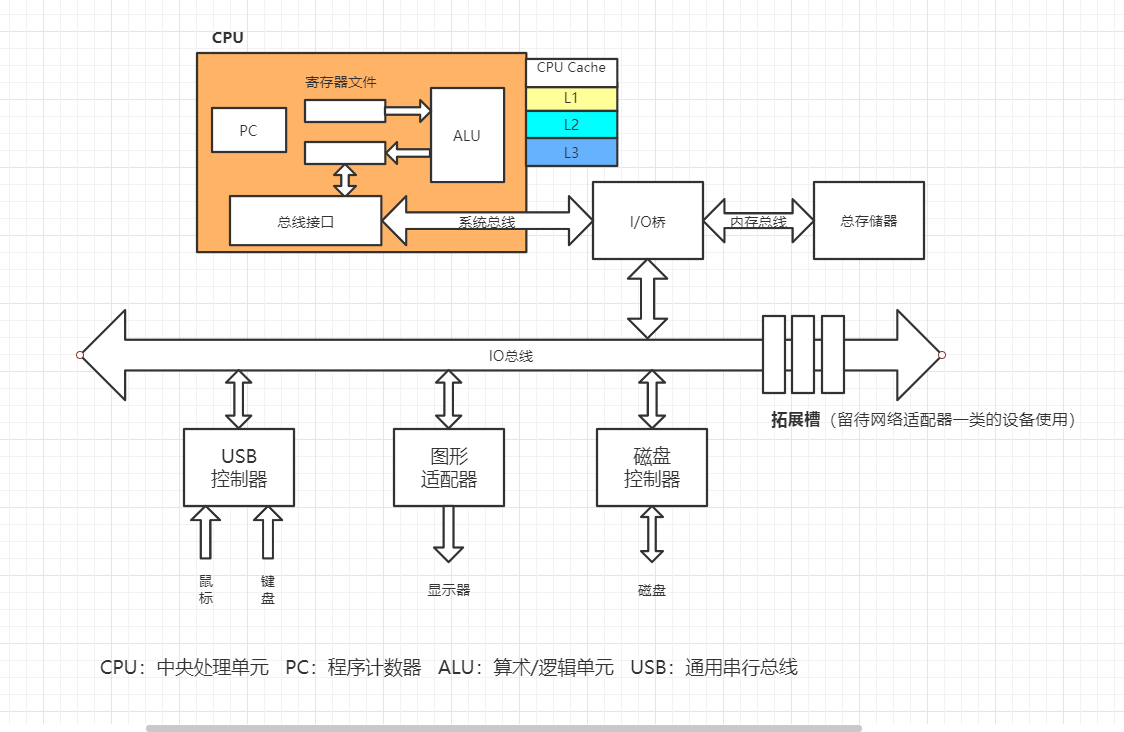 CPU
CPU Cache
寄存器文件
L1
PC
ALU
L2
L3
总线接口
系统总线
I/O桥
内存总线
总存储器
IO总线
拓展槽（留待网络适配器一类的设备使用）
USB
控制器
图形
适配器
磁盘
控制器
鼠
标
键
盘
显示器
磁盘
CPU：中央处理单元 PC：程序计数器 ALU：算术/逻辑单元 USB：通用串行总线